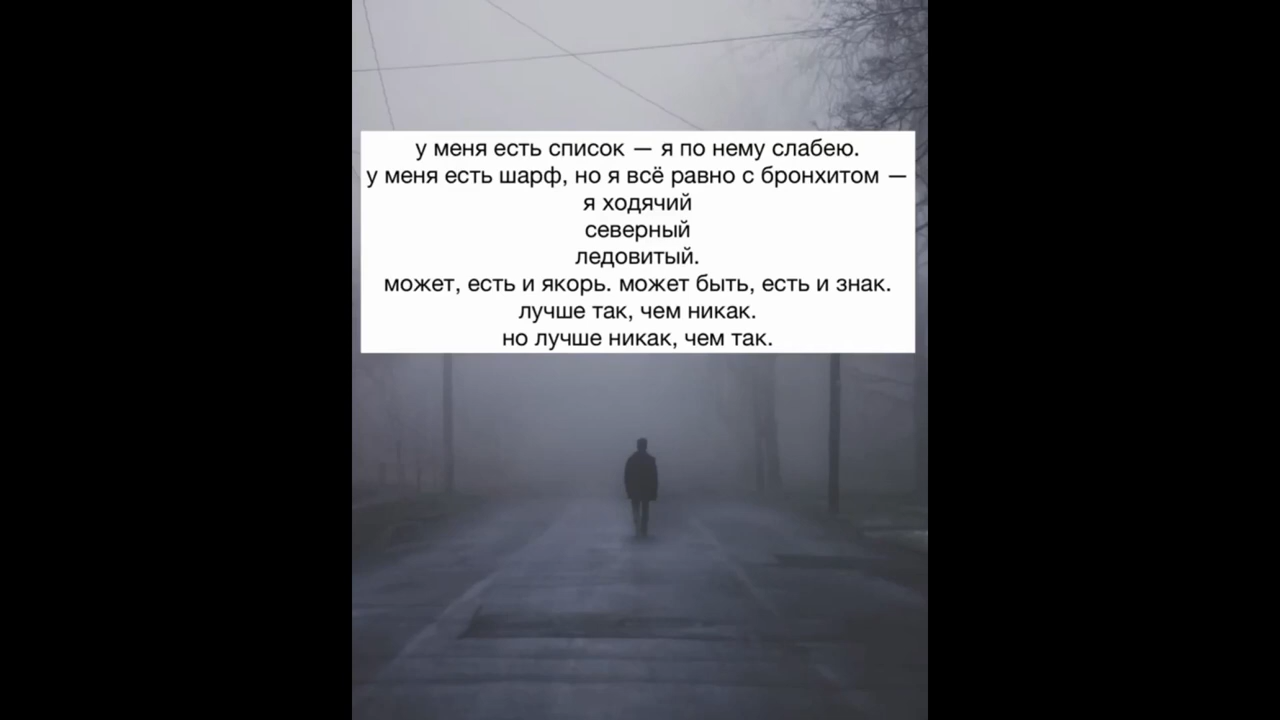 у меня есть список — я по нему слабею.
у меня есть шарф, но я всё равно с бронхитом —
я ходячий
северный
ледовитый.
может, есть и якорь. может быть, есть и знак.
лучше так, чем никак.
но лучше никак, чем так.